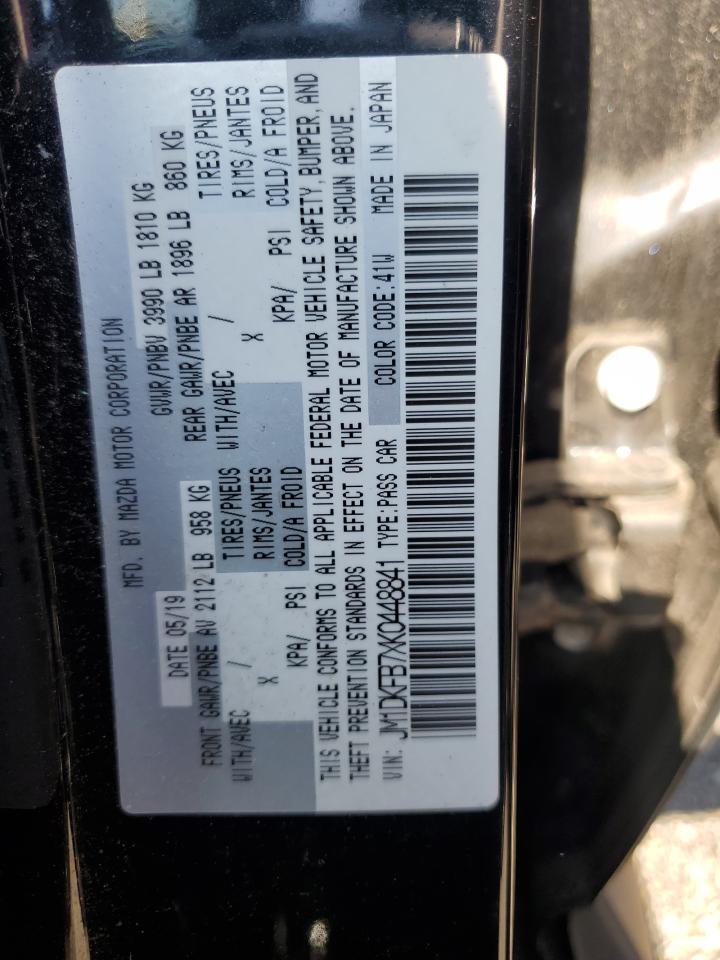 MFD. BY MAZDA MOTOR CORPORATION
DATE 05/19 GVWR/PNBV 3990 LB 1810 KG
FRONT GAWR/PNBE AV 2112 LB 958 KG REAR GAWR/PNBE AR 1896 LB 860 KG
WITH/AVEC / TIRES/PNEUS WITH/AVEC / TIRES/PNEUS
X RIMS/JANTES X RIMS/JANTES
KPA/ PSI COLD/A FROID KPA/ PSI COLD/A FROID
THIS VEHICLE CONFORMS TO ALL APPLICABLE FEDERAL MOTOR VEHICLE SAFETY, BUMPER, AND
THEFT PREVENTION STANDARDS IN EFFECT ON THE DATE OF MANUFACTURE SHOWN ABOVE.
VIN: JM1DKFB7XK0448841 TYPE:PASS CAR COLOR CODE:41W MADE IN JAPAN